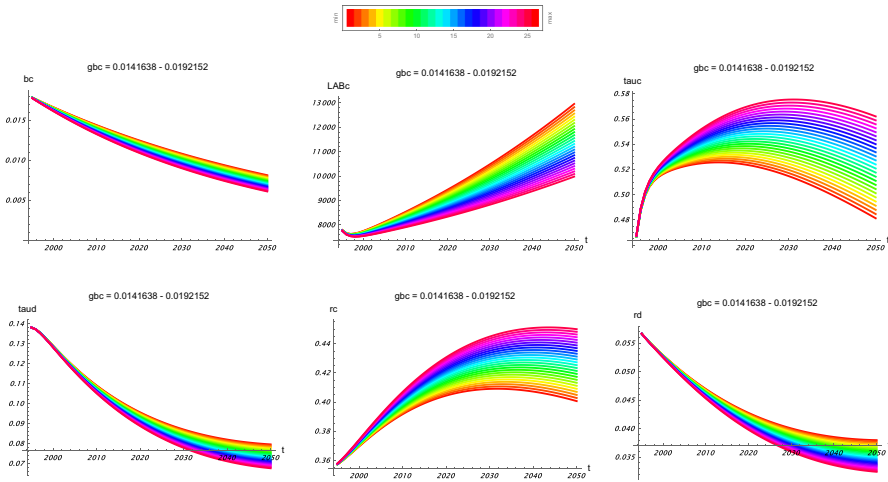 min
max
5 10 15 20 25
gbc = 0.0141638 - 0.0192152
bc
0.015
0.010
0.005
2000 2010 2020 2030 2040 2050
t
gbc = 0.0141638 - 0.0192152
LABc
13 000
12 000
11 000
10 000
9000
8000
2000 2010 2020 2030 2040 2050
t
gbc = 0.0141638 - 0.0192152
tauc
0.58
0.56
0.54
0.52
0.50
0.48
2000 2010 2020 2030 2040 2050
t
gbc = 0.0141638 - 0.0192152
taud
0.14
0.13
0.12
0.11
0.10
0.09
0.08
0.07
2000 2010 2020 2030 2040 2050
t
gbc = 0.0141638 - 0.0192152
rc
0.44
0.42
0.40
0.38
0.36
2000 2010 2020 2030 2040 2050
t
gbc = 0.0141638 - 0.0192152
rd
0.055
0.050
0.045
0.040
0.035
2000 2010 2020 2030 2040 2050
t